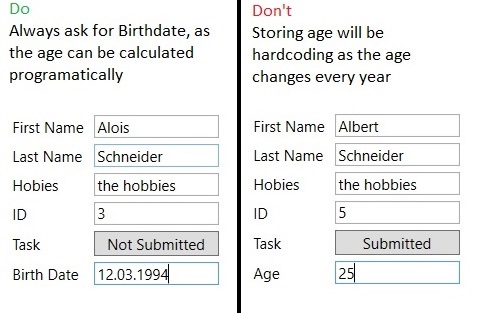 Do
Always ask for Birthdate, as
the age can be calculated
programatically
First Name Alois
Last Name Schneider
Hobies the hobbies
ID 3
Task Not Submitted
Birth Date 12.03.1994
Don't
Storing age will be
hardcoding as the age
changes every year
First Name Albert
Last Name Schneider
Hobies the hobbies
ID 5
Task Submitted
Age 25